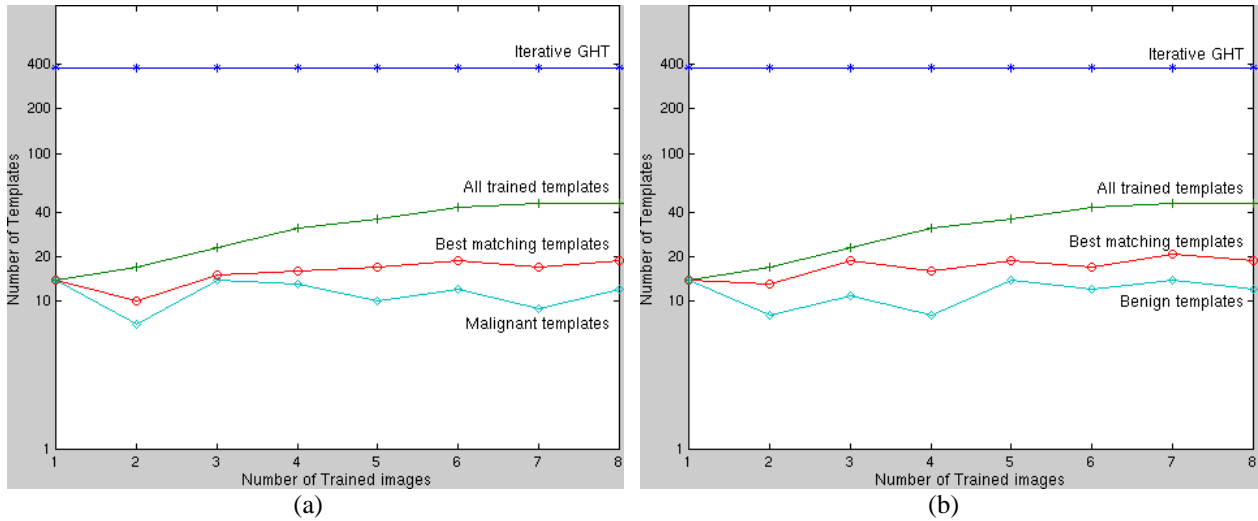 Iterative GHT
400
200
100
All trained templates
40
Best matching templates
20
10
Malignant templates
1
1 2 3 4 5 6 7 8
Number of Trained images
Number of Templates
(a)
Iterative GHT
400
200
100
All trained templates
40
Best matching templates
20
10
Benign templates
1
1 2 3 4 5 6 7 8
Number of Trained images
Number of Templates
(b)